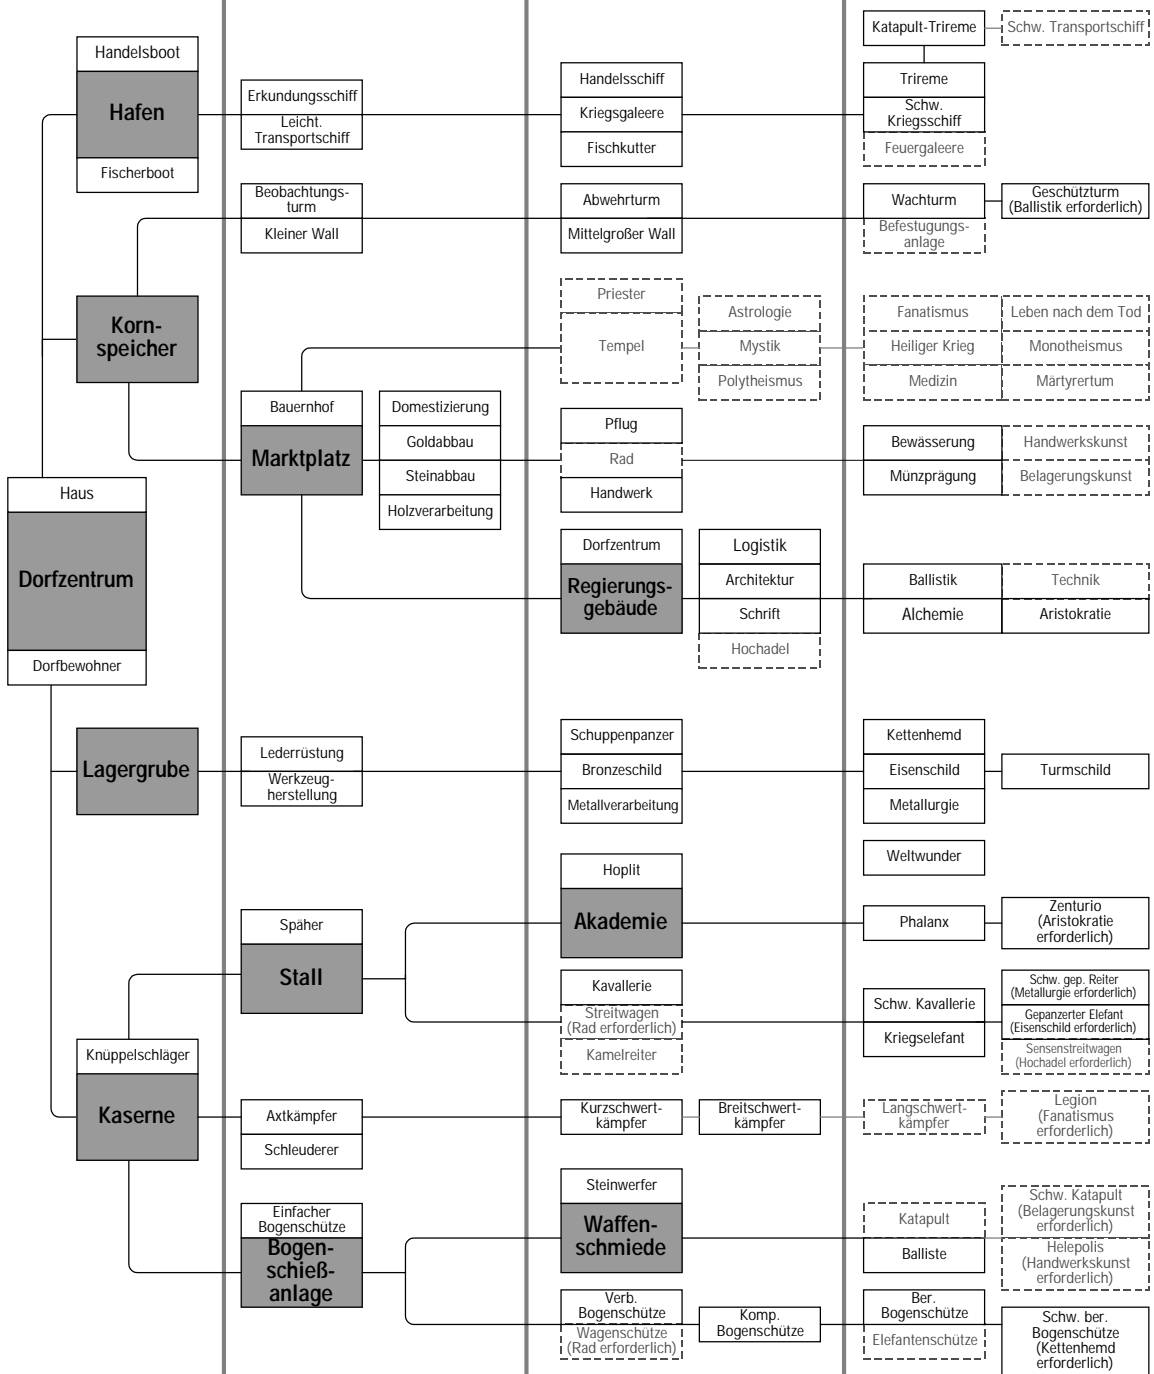 Katapult-Trireme
Schw. Transportschiff
Handelsboot
Hafen
Fischerboot
Erkundungsschiff
Leicht.
Transportschiff
Handelsschiff
Kriegsgaleere
Fischkutter
Trireme
Schw.
Kriegsschiff
Feuergaleere
Beobachtungs-
turm
Kleiner Wall
Abwehrturm
Mittelgroßer Wall
Wachturm
Befestugungs-
anlage
Geschützturm
(Ballistik erforderlich)
Korn-
speicher
Priester
Tempel
Astrologie
Mystik
Polytheismus
Fanatismus
Leben nach dem Tod
Heiliger Krieg
Monotheismus
Medizin
Märtyrertum
Bauernhof
Marktplatz
Domestizierung
Goldabbau
Steinabbau
Holzverarbeitung
Pflug
Rad
Handwerk
Bewässerung
Handwerkskunst
Münzprägung
Belagerungskunst
Haus
Dorfzentrum
Dorfbewohner
Dorfzentrum
Regierungs-
gebäude
Logistik
Architektur
Schrift
Hochadel
Ballistik
Technik
Alchemie
Aristokratie
Lagergrube
Lederrüstung
Werkzeug-
herstellung
Schuppenpanzer
Bronzeschild
Metallverarbeitung
Kettenhemd
Eisenschild
Metallurgie
Turmschild
Weltwunder
Späher
Stall
Hoplit
Akademie
Phalanx
Zenturio
(Aristokratie
erforderlich)
Kavallerie
Streitwagen
(Rad erforderlich)
Kamelreiter
Schw. Kavallerie
Kriegselefant
Schw. gep. Reiter
(Metallurgie erforderlich)
Gepanzerter Elefant
(Eisenschild erforderlich)
Sensenstreitwagen
(Hochadel erforderlich)
Knüppelschläger
Kaserne
Axtkämpfer
Schleuderer
Kurzschwert-
kämpfer
Breitschwert-
kämpfer
Langschwert-
kämpfer
Legion
(Fanatismus
erforderlich)
Einfacher
Bogenschütze
Bogen-
schieß-
anlage
Steinwerfer
Waffen-
schmiede
Katapult
Balliste
Schw. Katapult
(Belagerungskunst
erforderlich)
Helepolis
(Handwerkskunst
erforderlich)
Verb.
Bogenschütze
Wagenschütze
(Rad erforderlich)
Komp.
Bogenschütze
Ber.
Bogenschütze
Elefantenschütze
Schw. ber.
Bogenschütze
(Kettenhemd
erforderlich)